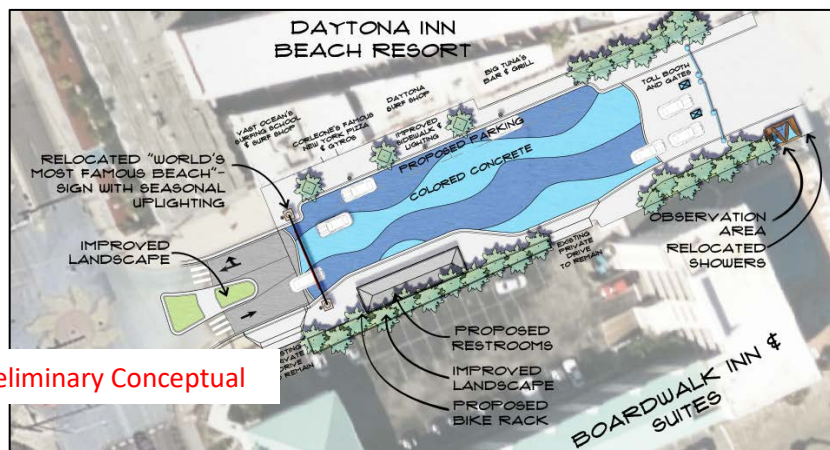 DAYTONA INN
BEACH RESORT
BIG TUNA'S
BAR & GRILL
DAYTONA
SURF SHOP
VAST OCEAN'S
SURFING SCHOOL
& SURF SHOP
CORLEONE'S FAMOUS
NEW YORK PIZZA
& GYROS
IMPROVED
SIDEWALK &
LIGHTING
TOLL BOOTH
AND GATES
PROPOSED PARKING
COLORED CONCRETE
RELOCATED "WORLD'S
MOST FAMOUS BEACH"-
SIGN WITH SEASONAL
UPLIGHTING
IMPROVED
LANDSCAPE
OBSERVATION
AREA
RELOCATED
SHOWERS
EXISTING
PRIVATE
DRIVE
TO REMAIN
PROPOSED
RESTROOMS
IMPROVED
LANDSCAPE
PROPOSED
BIKE RACK
BOARDWALK INN &
SUITES
eliminary Conceptual